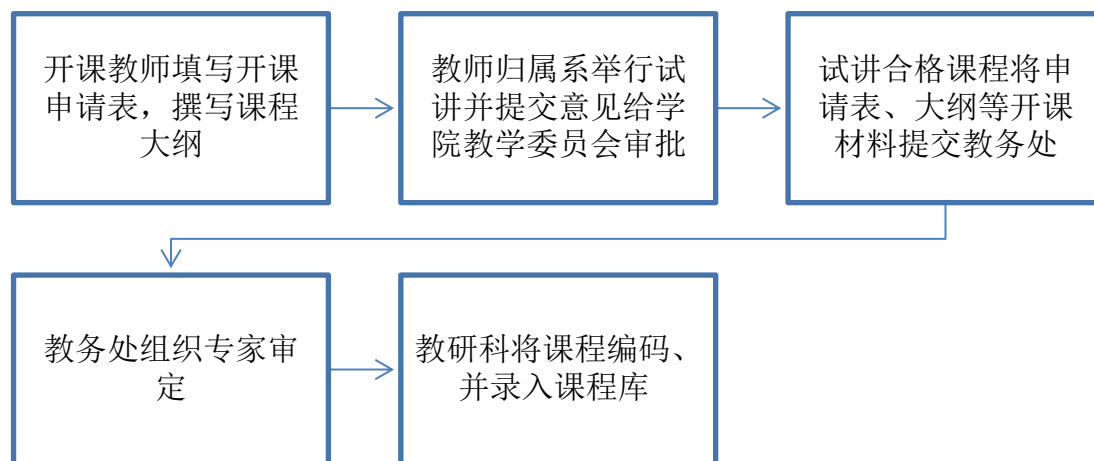 开课教师填写开课
申请表，撰写课程
大纲
教师归属系举行试
讲并提交意见给学
院教学委员会审批
试讲合格课程将申
请表、大纲等开课
材料提交教务处
教务处组织专家审
定
教研科将课程编码、
并录入课程库